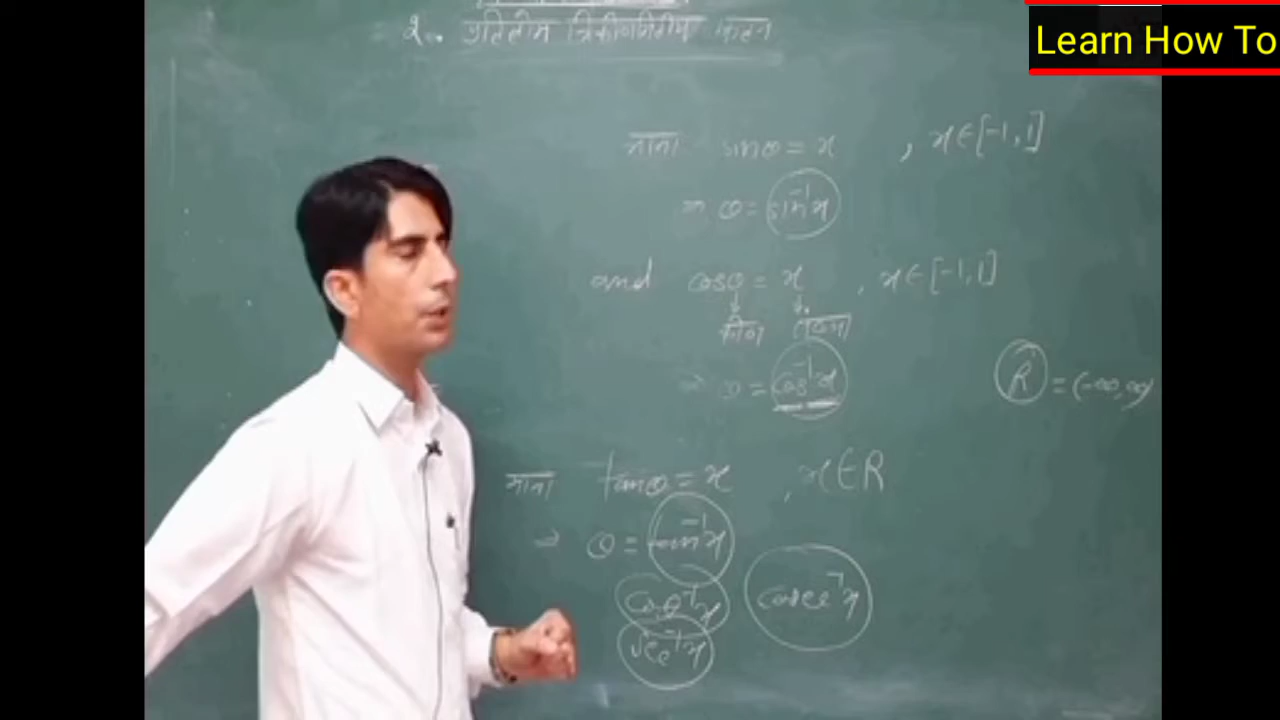 Learn How To
२. प्रतिलोम त्रिकोणमितीय फलन
माना sinθ = x , x ∈ [-1, 1]
⇒ θ = sin⁻¹x
and cosθ = x , x ∈ [-1, 1]
↓ ↓
कोण संख्या
⇒ θ = cos⁻¹x
R = (-∞, ∞)
माना tanθ = x , x ∈ R
⇒ θ = tan⁻¹x
cot⁻¹x cosec⁻¹x
sec⁻¹x